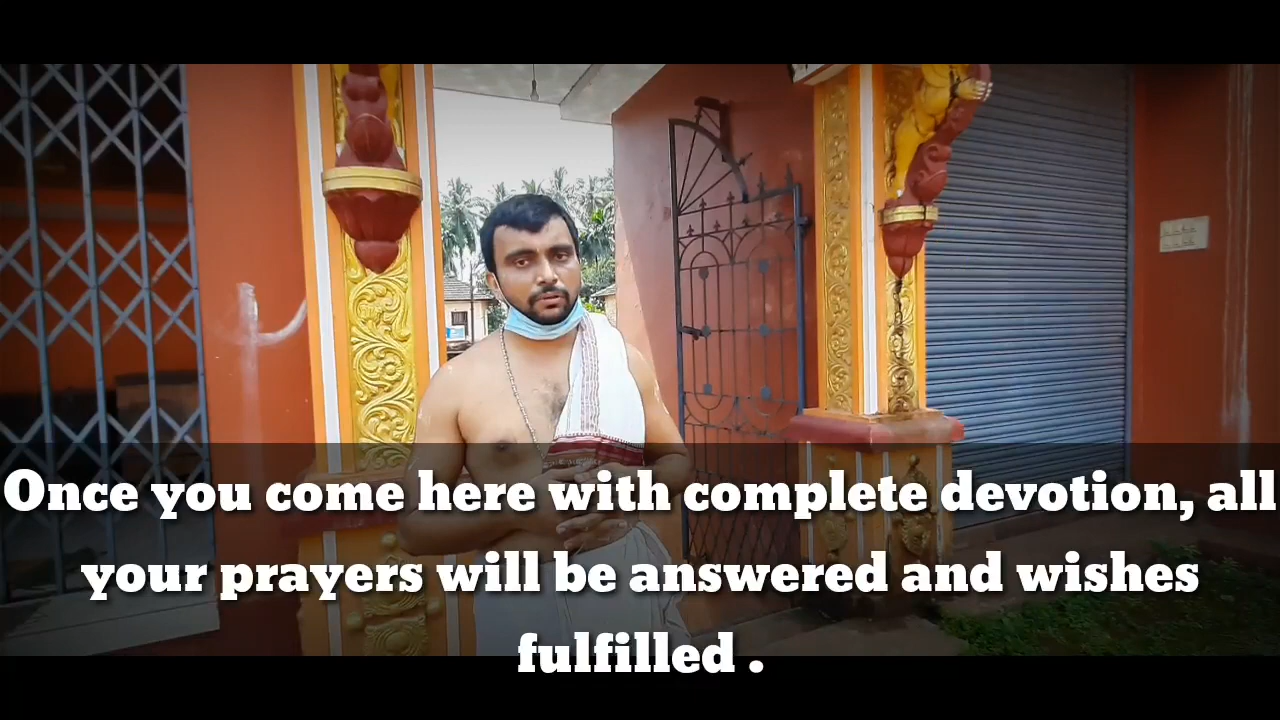 Once you come here with complete devotion, all
your prayers will be answered and wishes
fulfilled .